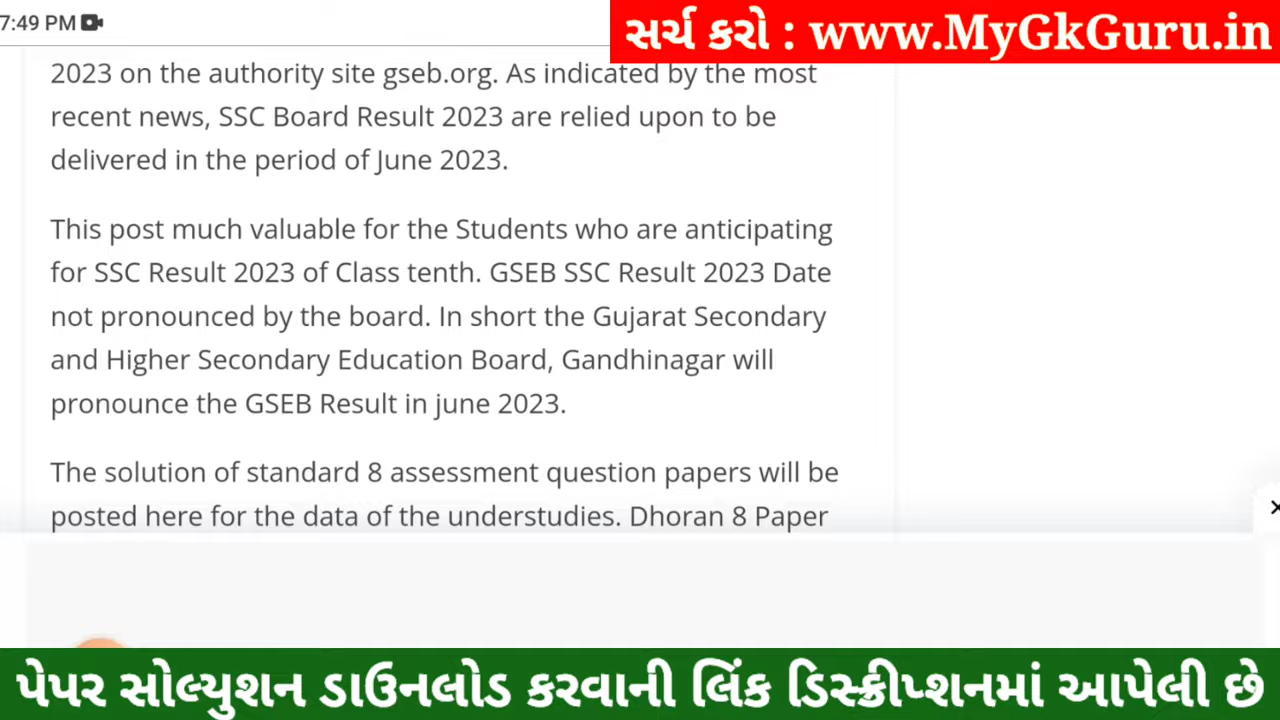 7:49 PM
સર્ચ કરો : www.MyGkGuru.in
2023 on the authority site gseb.org. As indicated by the most
recent news, SSC Board Result 2023 are relied upon to be
delivered in the period of June 2023.
This post much valuable for the Students who are anticipating
for SSC Result 2023 of Class tenth. GSEB SSC Result 2023 Date
not pronounced by the board. In short the Gujarat Secondary
and Higher Secondary Education Board, Gandhinagar will
pronounce the GSEB Result in june 2023.
The solution of standard 8 assessment question papers will be
posted here for the data of the understudies. Dhoran 8 Paper
પેપર સોલ્યુશન ડાઉનલોડ કરવાની લિંક ડિસ્ક્રીપ્શનમાં આપેલી છે